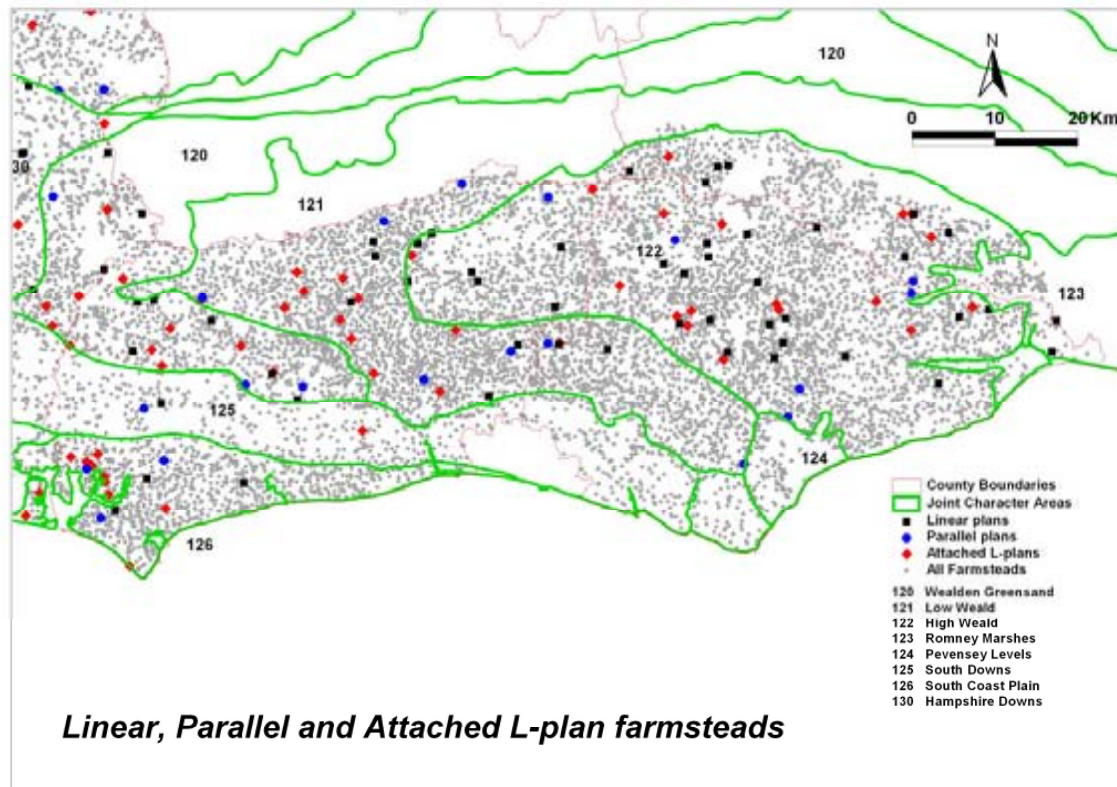 120
N
0 10 20 Km
120
30
121
122
123
125
124
126
County Boundaries
Joint Character Areas
Linear plans
Parallel plans
Attached L-plans
All Farmsteads
120 Wealden Greensand
121 Low Weald
122 High Weald
123 Romney Marshes
124 Pevensey Levels
125 South Downs
126 South Coast Plain
130 Hampshire Downs
Linear, Parallel and Attached L-plan farmsteads